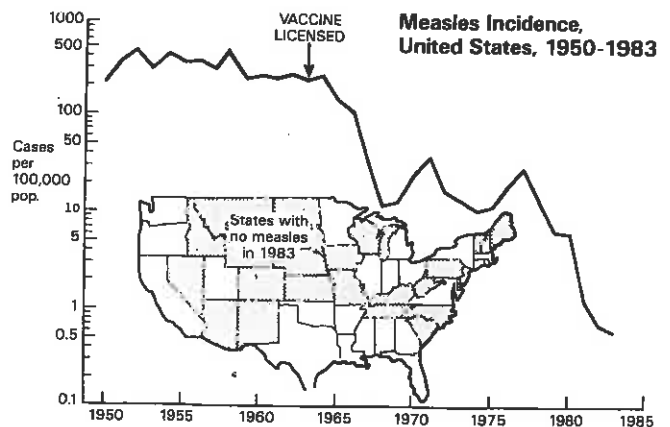 Measles Incidence,
United States, 1950-1983
VACCINE
LICENSED
1000
500
100
50
Cases
per
100,000
pop.
10
5
1
0.5
0.1
States with
no measles
in 1983
1950
1955
1960
1965
1970
1975
1980
1985